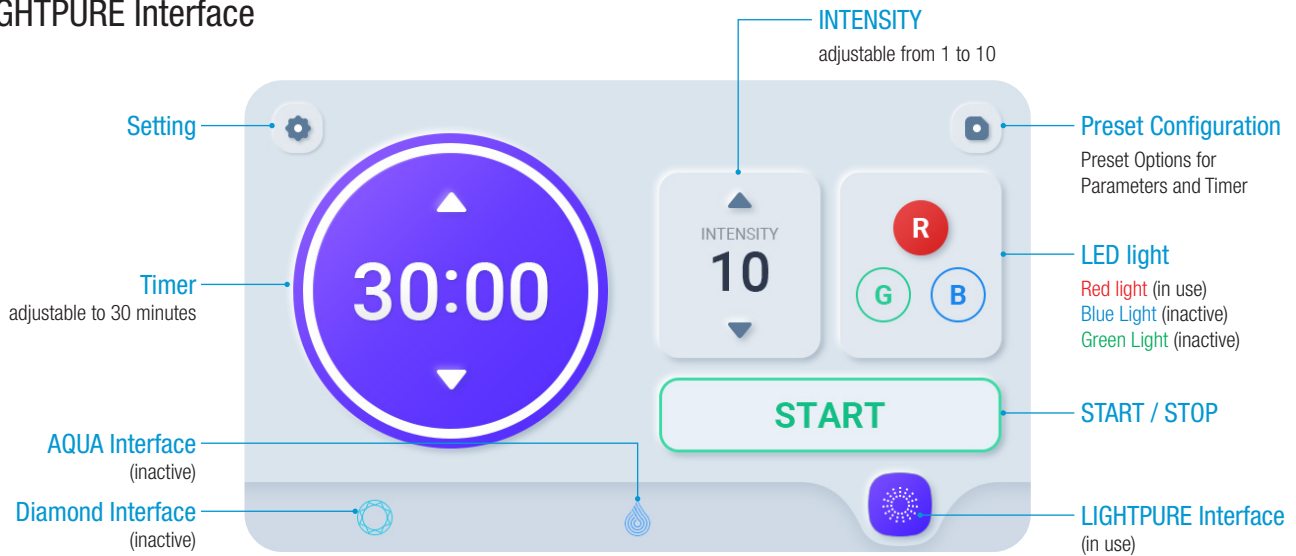 GHTPURE Interface
INTENSITY
adjustable from 1 to 10
Setting
Preset Configuration
Preset Options for
Parameters and Timer
INTENSITY
10
R
G
B
30:00
Timer
adjustable to 30 minutes
LED light
Red light (in use)
Blue Light (inactive)
Green Light (inactive)
START
START / STOP
AQUA Interface
(inactive)
Diamond Interface
(inactive)
LIGHTPURE Interface
(in use)